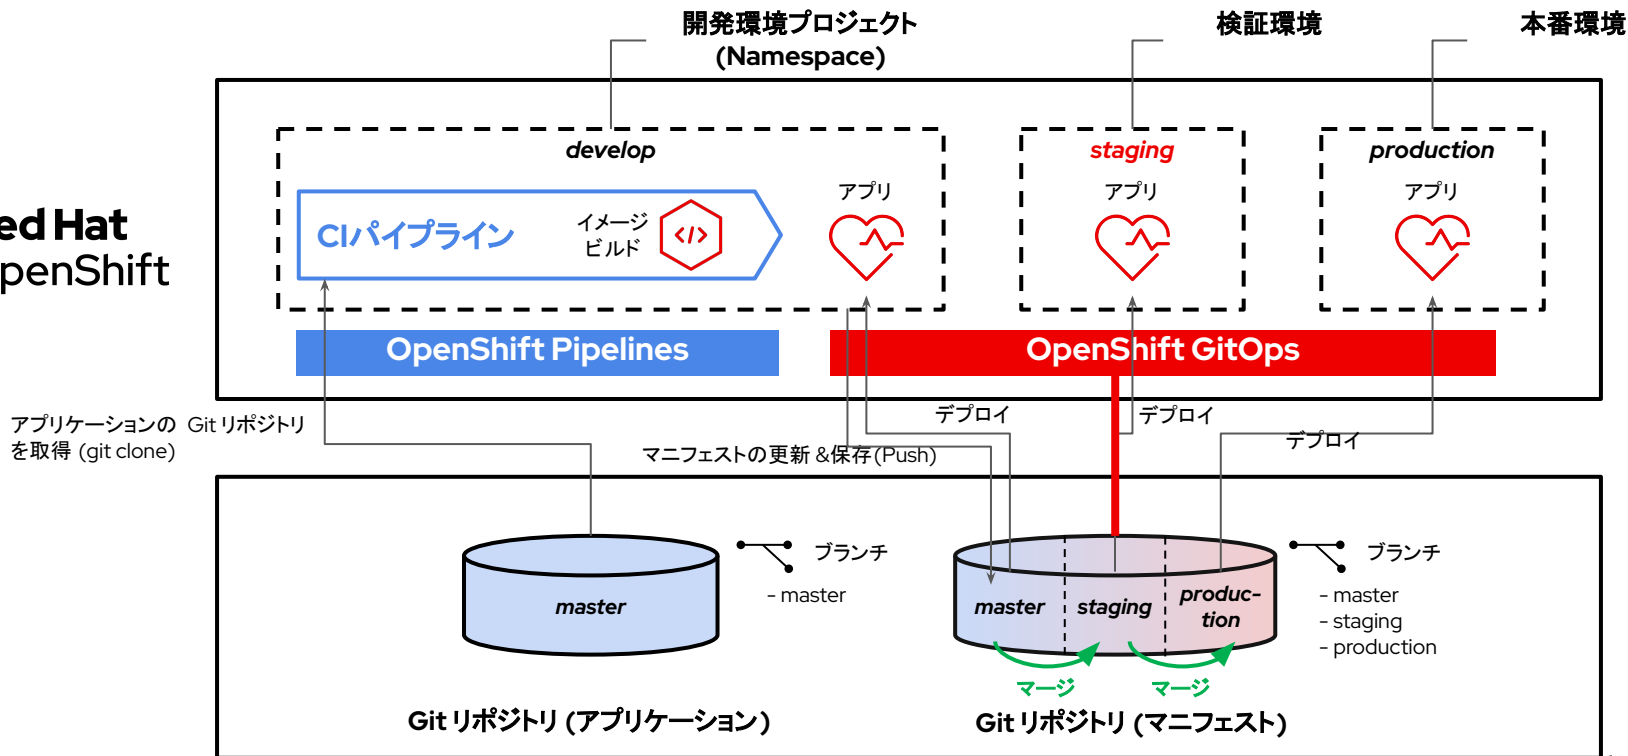 開発環境プロジェクト
(Namespace)
検証環境
本番環境
develop
staging
production
ed Hat
penShift
CIパイプライン
イメージ
ビルド
アプリ
アプリ
アプリ
OpenShift Pipelines
OpenShift GitOps
アプリケーションの Git リポジトリ
を取得 (git clone)
デプロイ
デプロイ
デプロイ
マニフェストの更新 &保存(Push)
ブランチ
- master
master
master
staging
produc-
tion
ブランチ
- master
- staging
- production
マージ
マージ
Git リポジトリ (アプリケーション)
Git リポジトリ (マニフェスト)